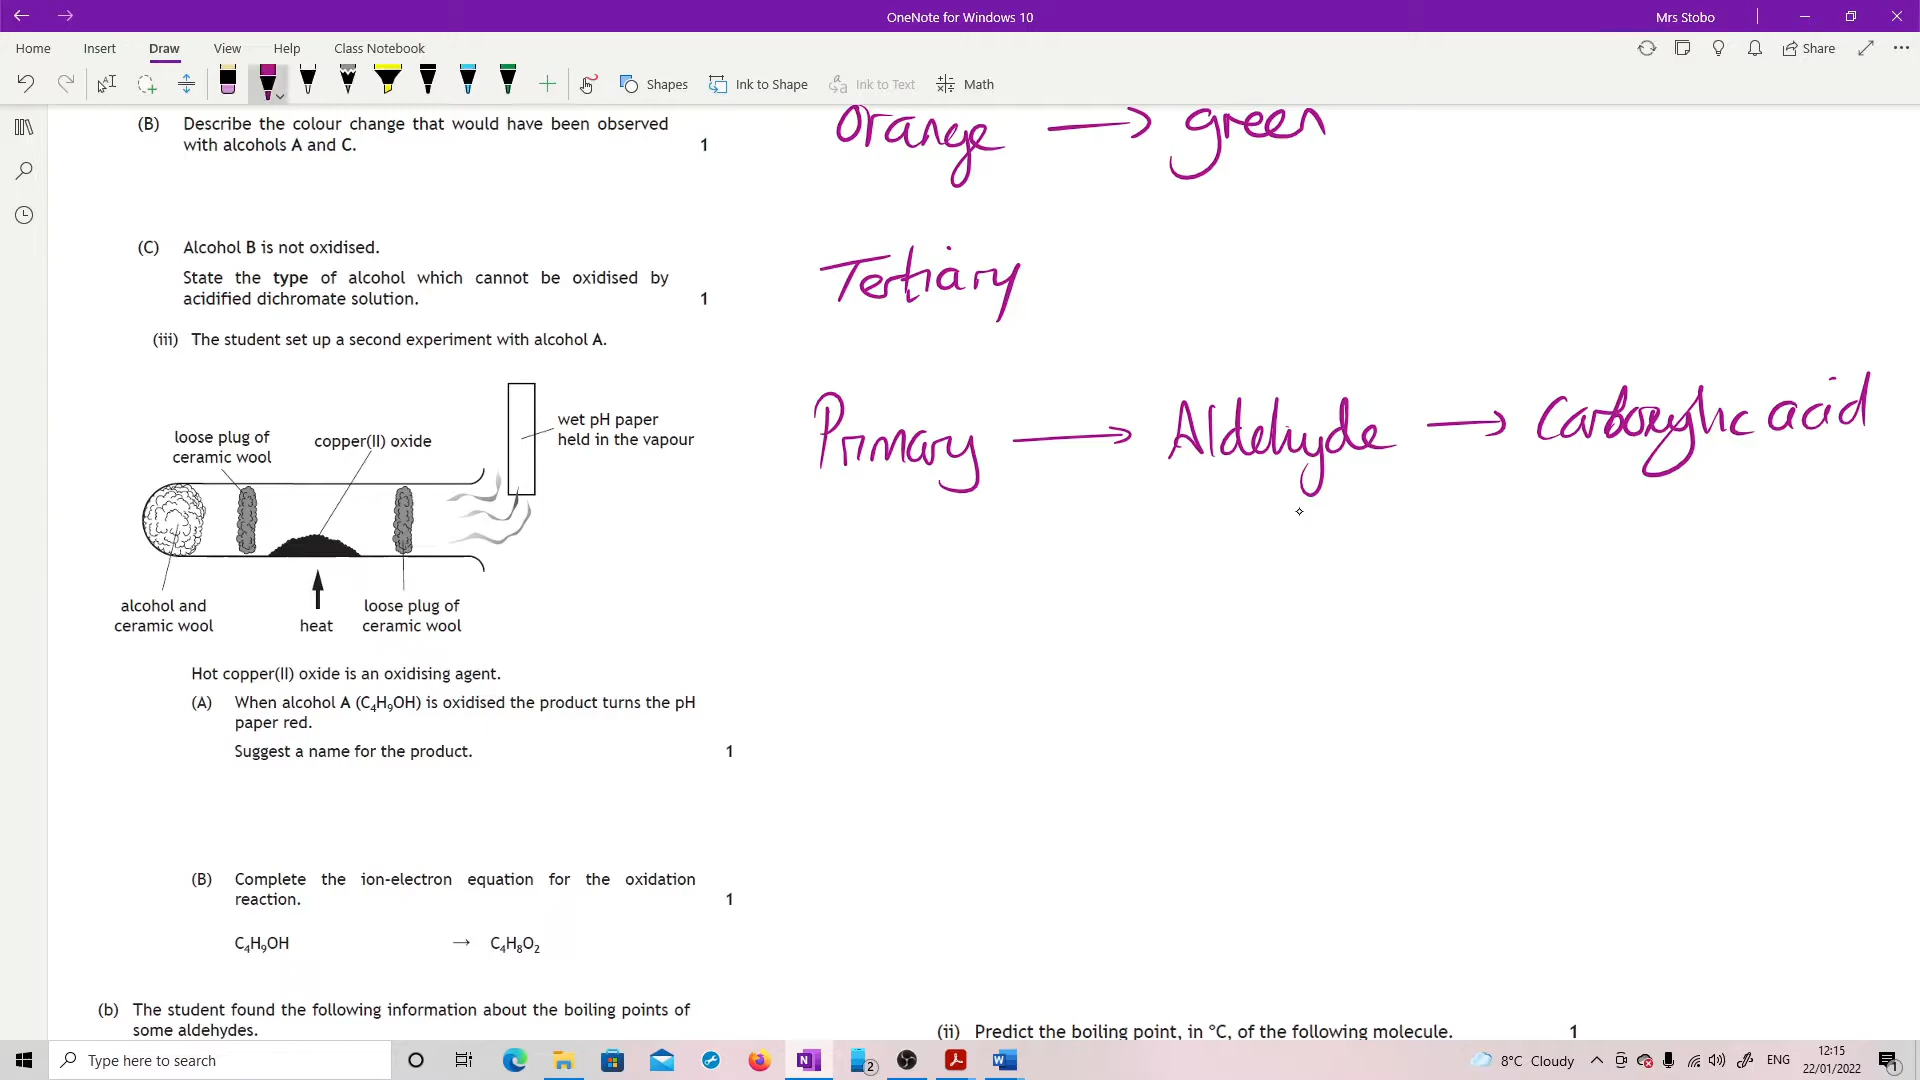 OneNote for Windows 10
Mrs Stobo
Home Insert Draw View Help Class Notebook
Share
Shapes Ink to Shape Ink to Text Math
(B) Describe the colour change that would have been observed
with alcohols A and C. 1
Orange → green
(C) Alcohol B is not oxidised.
State the type of alcohol which cannot be oxidised by
acidified dichromate solution. 1
Tertiary
(iii) The student set up a second experiment with alcohol A.
Primary → Aldehyde → Carboxylic acid
wet pH paper
held in the vapour
loose plug of
ceramic wool
copper(II) oxide
alcohol and
ceramic wool
heat
loose plug of
ceramic wool
Hot copper(II) oxide is an oxidising agent.
(A) When alcohol A (C₄H₉OH) is oxidised the product turns the pH
paper red.
Suggest a name for the product. 1
(B) Complete the ion-electron equation for the oxidation
reaction. 1
C₄H₉OH → C₄H₈O₂
(b) The student found the following information about the boiling points of
some aldehydes.
(ii) Predict the boiling point, in °C, of the following molecule. 1
Type here to search
2
8°C Cloudy
ENG
12:15
22/01/2022
1